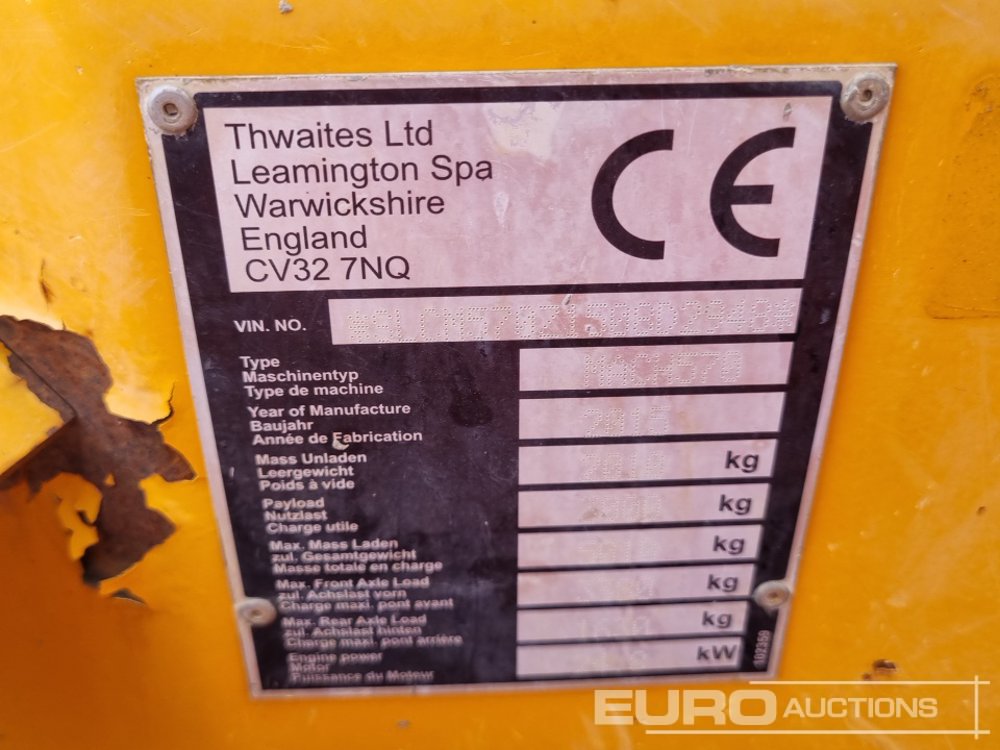 Thwaites Ltd
Leamington Spa
Warwickshire
England
CV32 7NQ
CE
VIN. NO.
Type
Maschinentyp
Type de machine
Year of Manufacture
Baujahr
Année de Fabrication
Mass Unladen
Leergewicht
Poids à vide
kg
Payload
Nutzlast
Charge utile
kg
Max. Mass Laden
zul. Gesamtgewicht
Masse totale en charge
kg
Max. Front Axle Load
zul. Achslast vorn
Charge maxi. pont avant
kg
Max. Rear Axle Load
zul. Achslast hinten
Charge maxi. pont arrière
kg
Engine power
Motor
Puissance du Moteur
kW
102359
EURO AUCTIONS